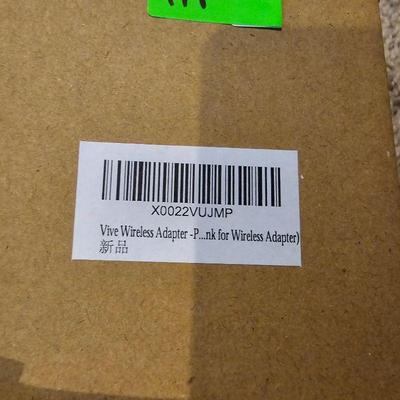 X0022VUJMP
Vive Wireless Adapter -P...nk for Wireless Adapter)
新品